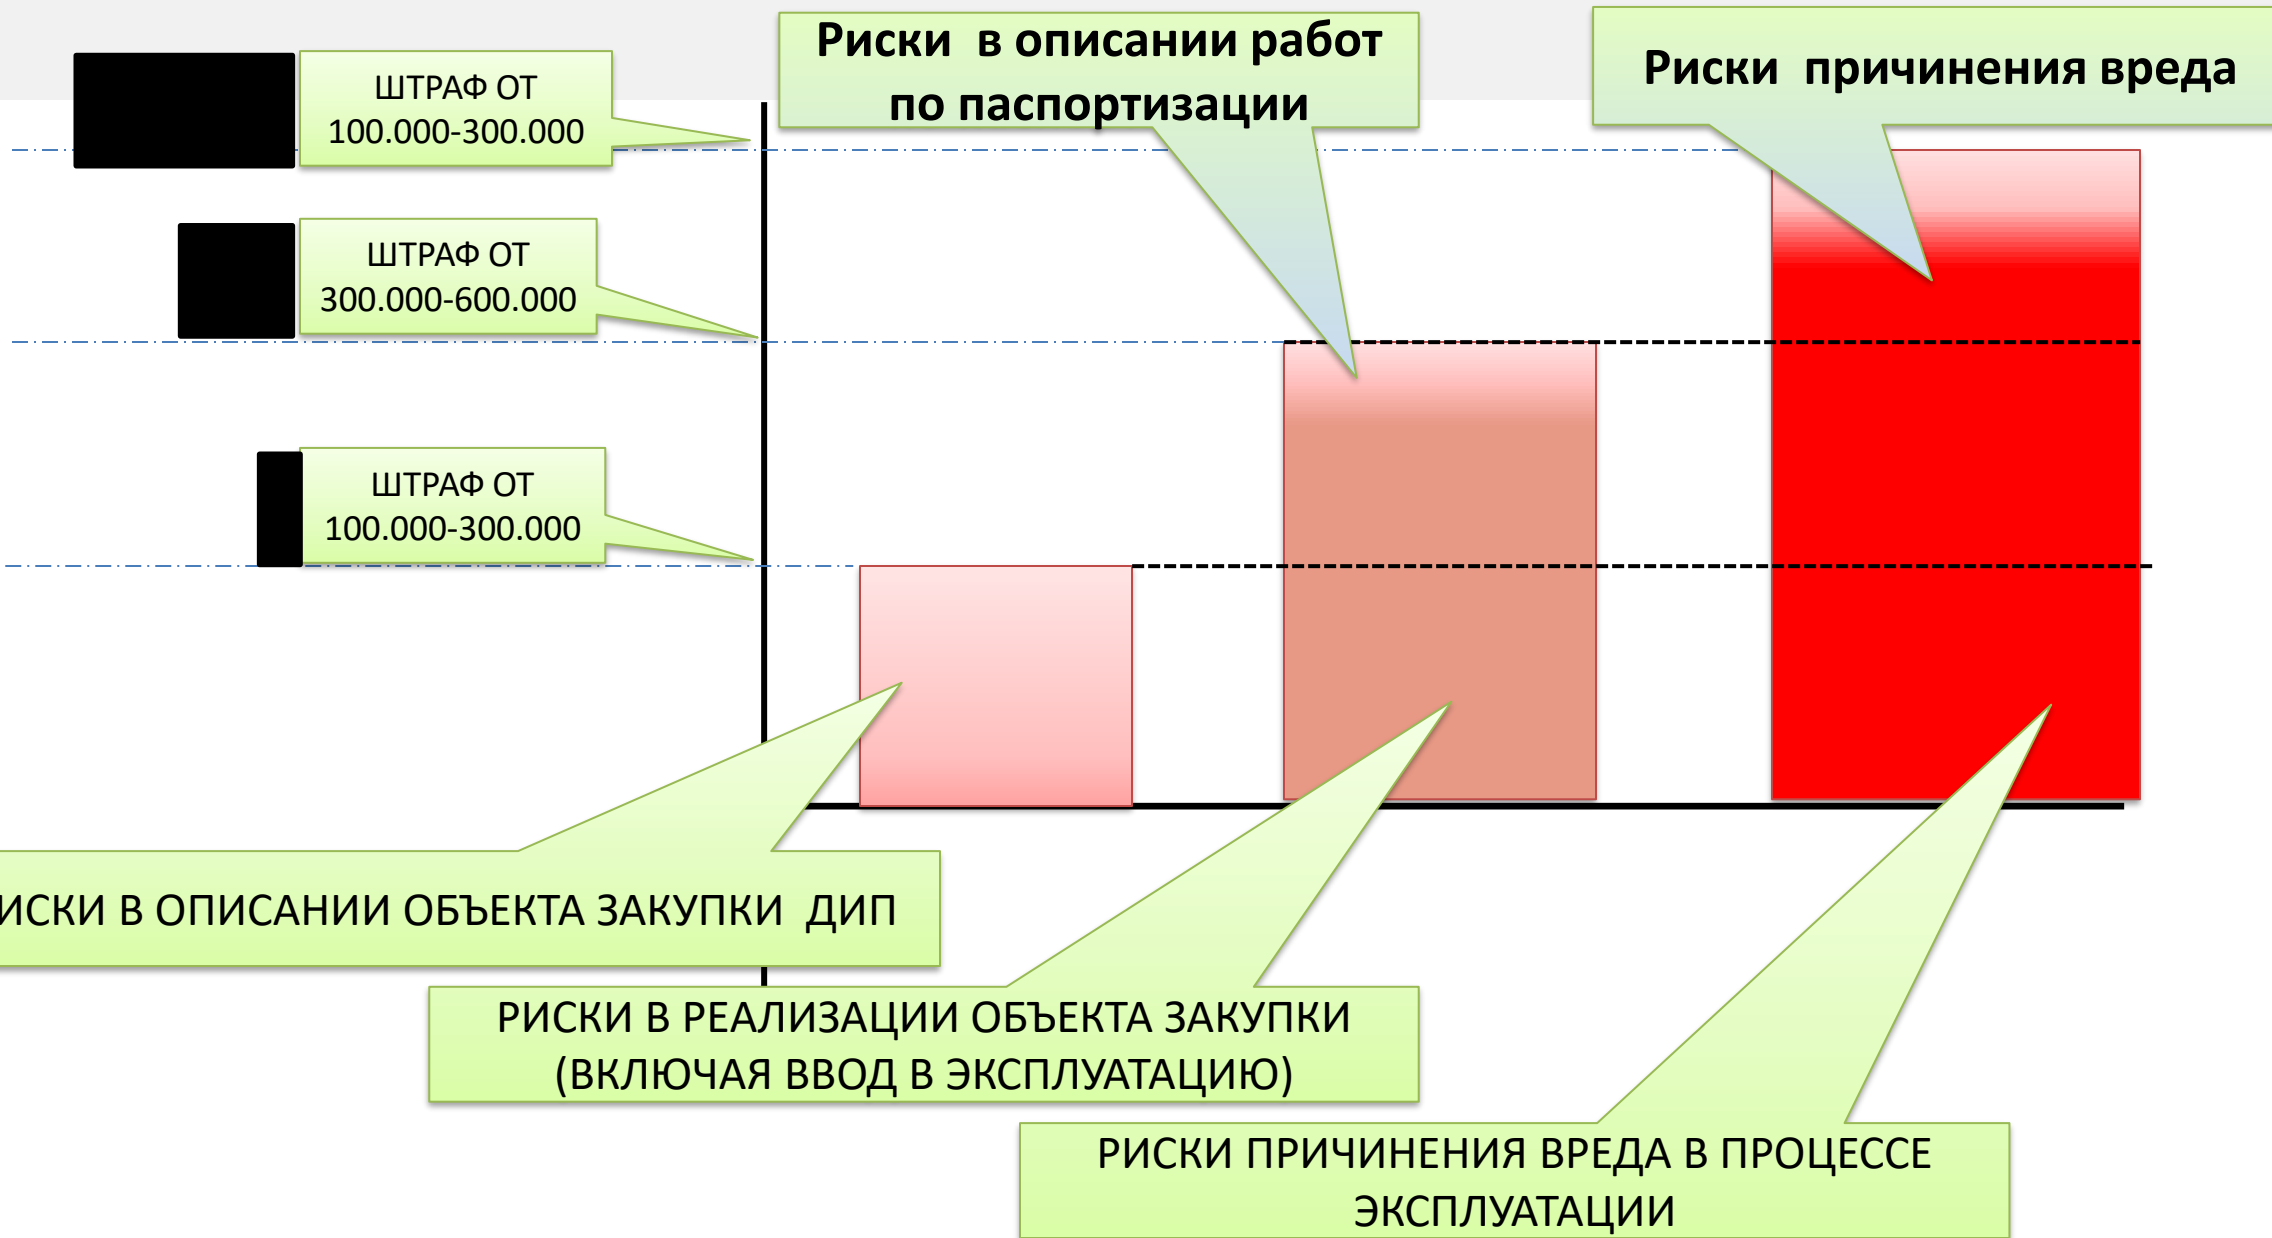 ШТРАФ ОТ
100.000-300.000
Риски в описании работ
по паспортизации
Риски причинения вреда
ШТРАФ ОТ
300.000-600.000
ШТРАФ ОТ
100.000-300.000
ИСКИ В ОПИСАНИИ ОБЪЕКТА ЗАКУПКИ ДИП
РИСКИ В РЕАЛИЗАЦИИ ОБЪЕКТА ЗАКУПКИ
(ВКЛЮЧАЯ ВВОД В ЭКСПЛУАТАЦИЮ)
РИСКИ ПРИЧИНЕНИЯ ВРЕДА В ПРОЦЕССЕ
ЭКСПЛУАТАЦИИ